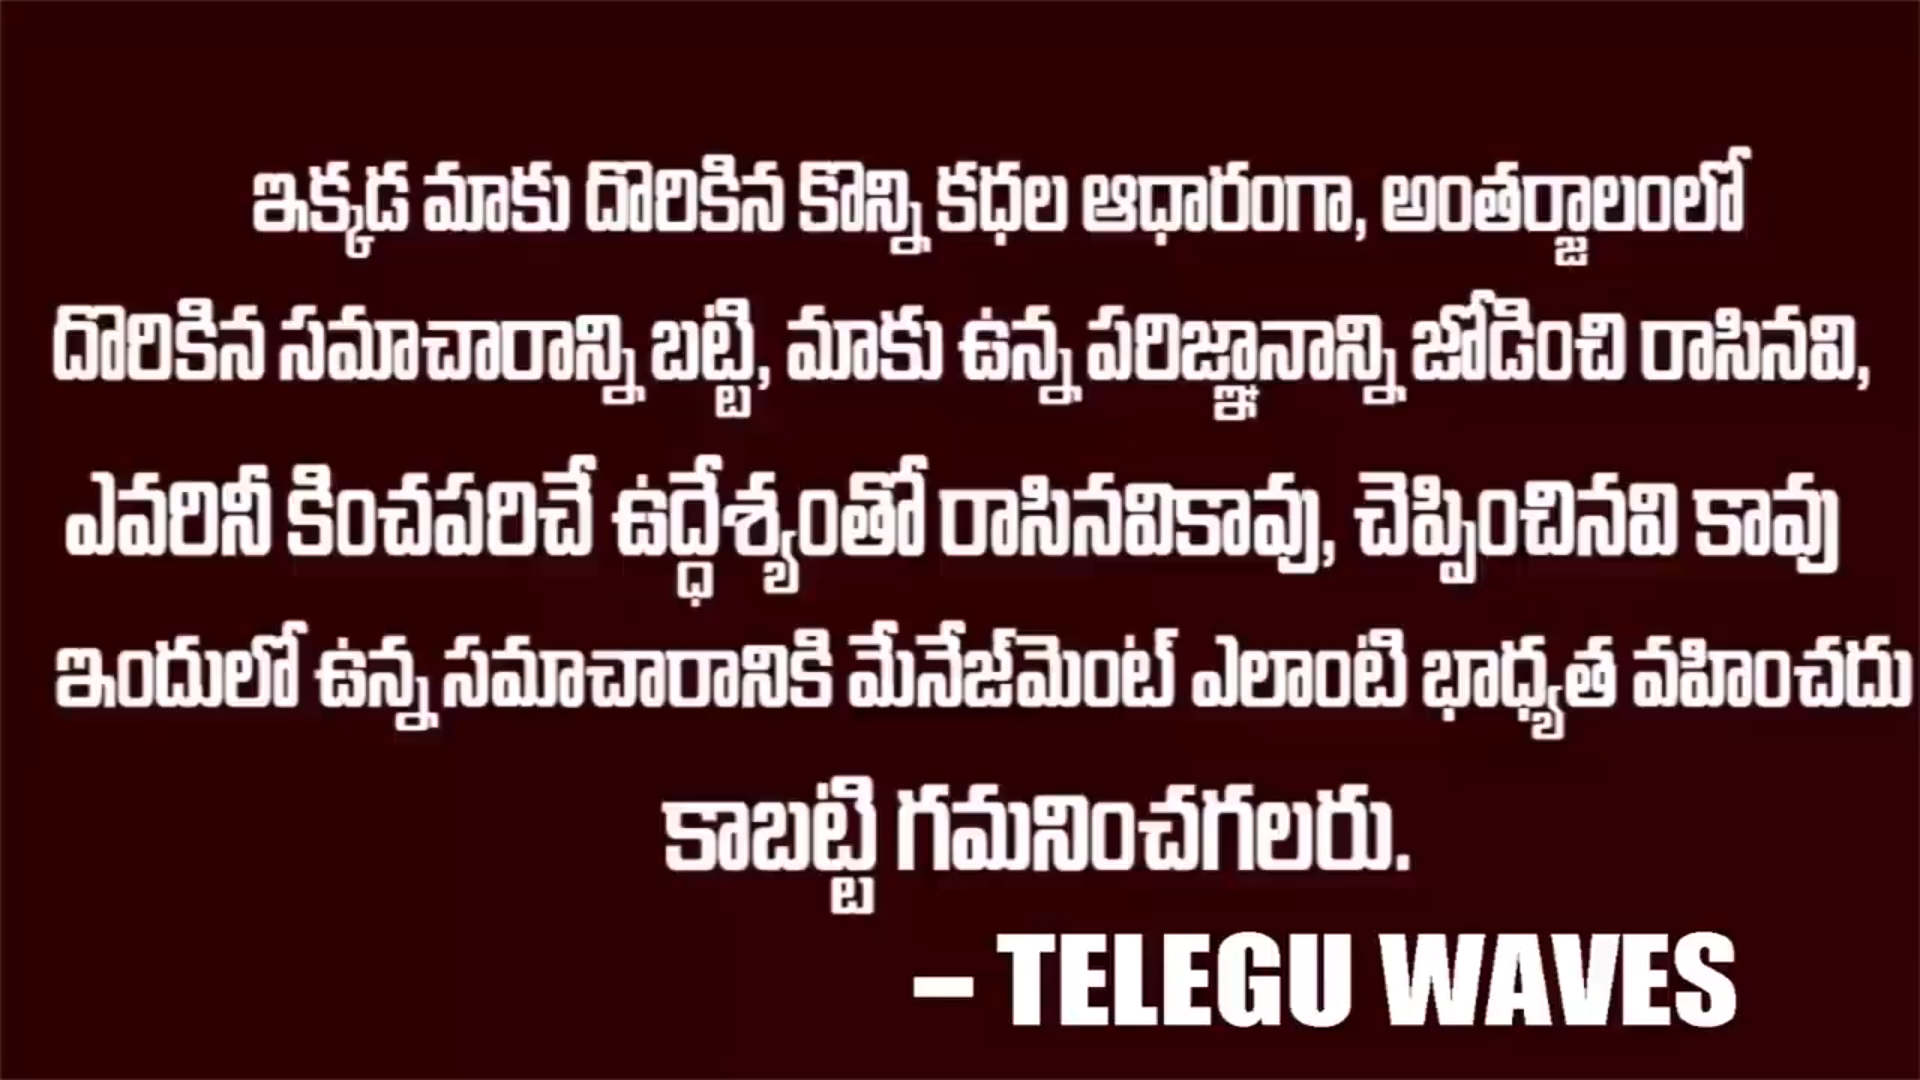 ఇక్కడ మాకు దొరికిన కొన్ని కధల ఆధారంగా, అంతర్జాలంలో
దొరికిన సమాచారాన్ని బట్టి, మాకు ఉన్న పరిజ్ఞానాన్ని జోడించి రాసినవి,
ఎవరినీ కించపరిచే ఉద్ధేశ్యంతో రాసినవికావు, చెప్పించినవి కావు
ఇందులో ఉన్న సమాచారానికి మేనేజ్‌మెంట్ ఎలాంటి భాధ్యత వహించదు
కాబట్టి గమనించగలరు.
– TELEGU WAVES